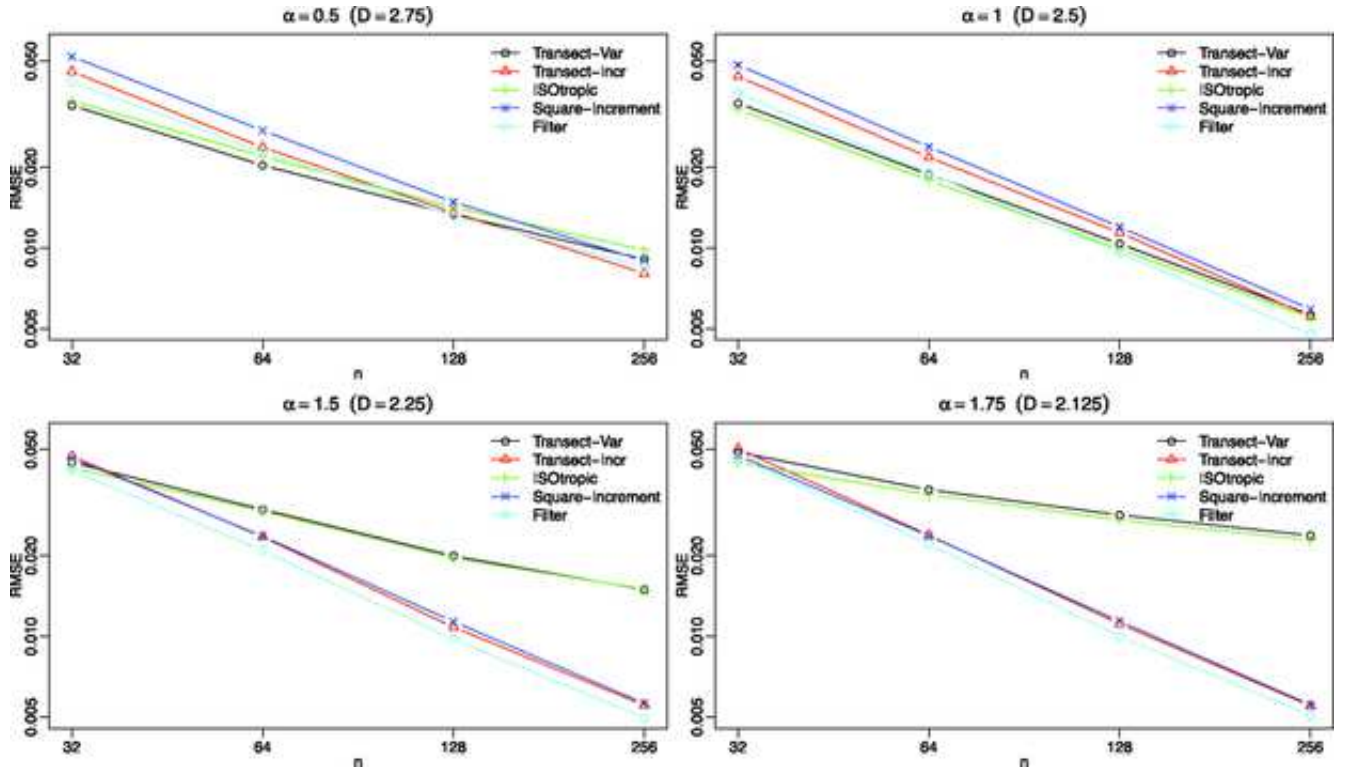 α = 0.5 (D = 2.75)
RMSE
0.050
0.020
0.010
0.005
Transect-Var
Transect-Incr
ISOtropic
Square-Increment
Filter
32 64 128 256
n
α = 1 (D = 2.5)
RMSE
0.050
0.020
0.010
0.005
Transect-Var
Transect-Incr
ISOtropic
Square-Increment
Filter
32 64 128 256
n
α = 1.5 (D = 2.25)
RMSE
0.050
0.020
0.010
0.005
Transect-Var
Transect-Incr
ISOtropic
Square-Increment
Filter
32 64 128 256
n
α = 1.75 (D = 2.125)
RMSE
0.050
0.020
0.010
0.005
Transect-Var
Transect-Incr
ISOtropic
Square-Increment
Filter
32 64 128 256
n